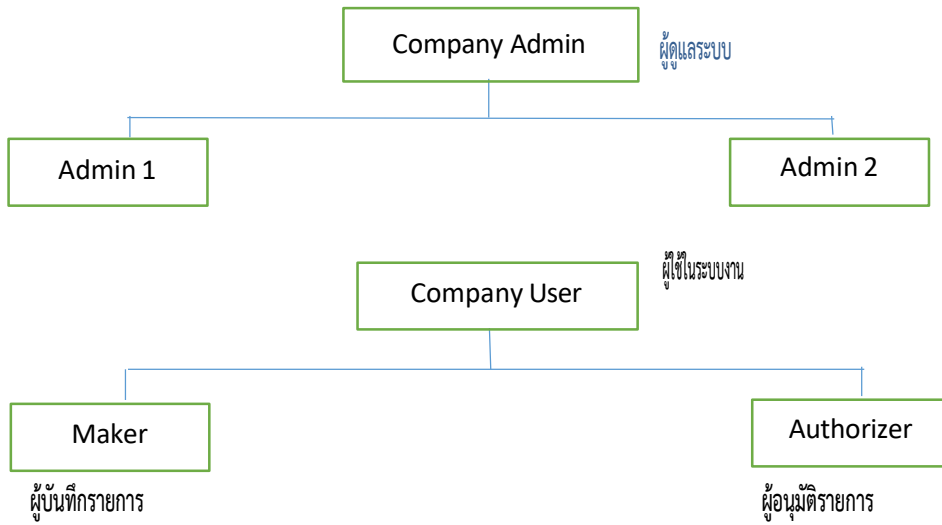 Company Admin
ผู้ดูแลระบบ
Admin 1
Admin 2
ผู้ใช้ในระบบงาน
Company User
Maker
Authorizer
ผู้บันทึกรายการ
ผู้อนุมัติรายการ